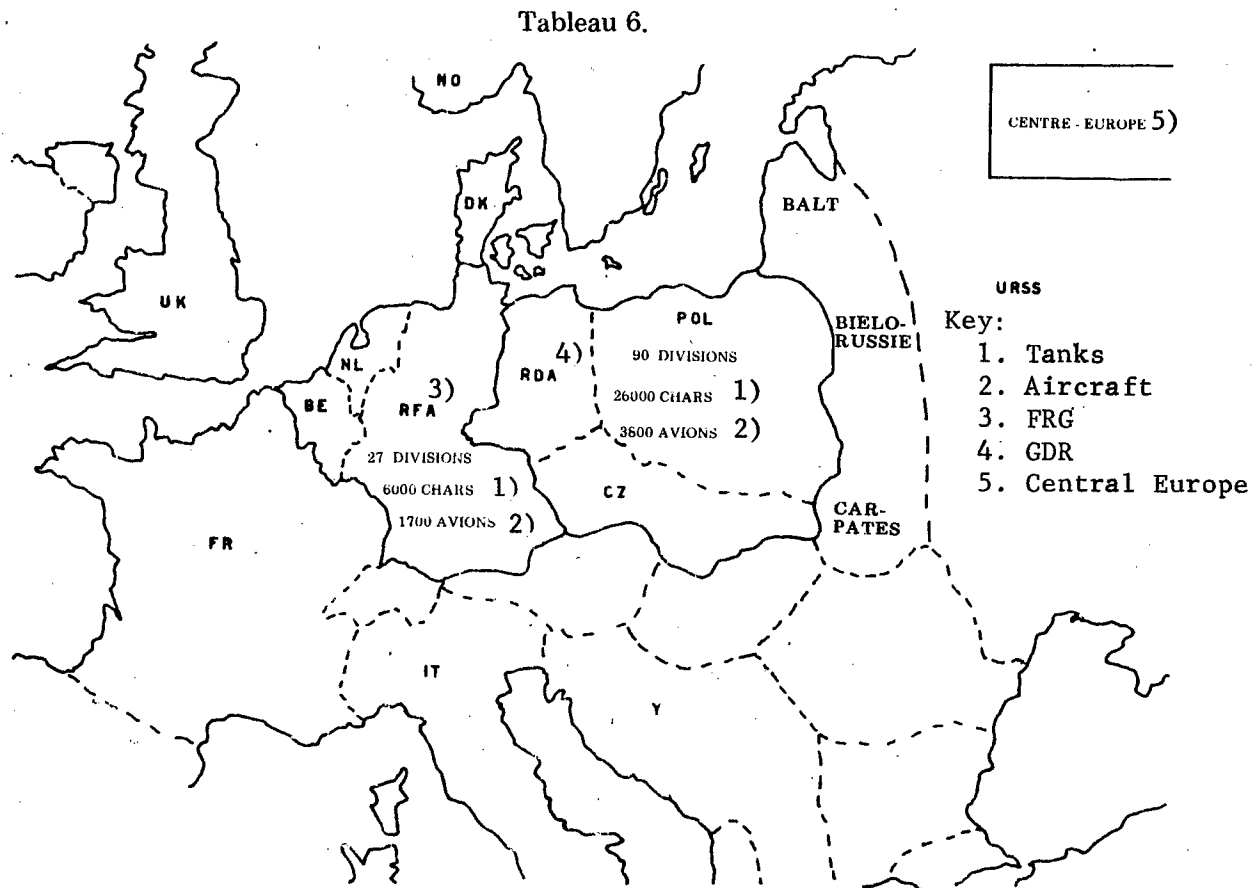 Tableau 6.
NO
CENTRE - EUROPE 5)
DK
BALT
UK
URSS
POL
BIELO-
RUSSIE
Key:
1. Tanks
2. Aircraft
3. FRG
4. GDR
5. Central Europe
NL
4)
RDA
90 DIVISIONS
26000 CHARS 1)
3800 AVIONS 2)
BE
3)
RFA
27 DIVISIONS
6000 CHARS 1)
1700 AVIONS 2)
CZ
CAR-
PATES
FR
IT
Y